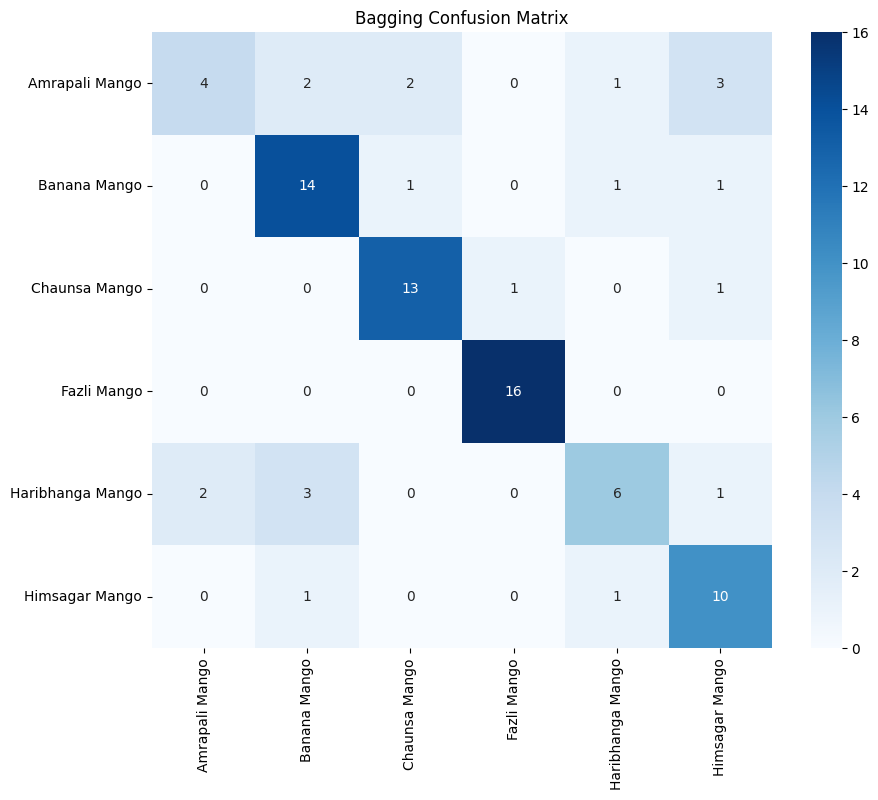 Bagging Confusion Matrix
Amrapali Mango 4 2 2 0 1 3
Banana Mango 0 14 1 0 1 1
Chaunsa Mango 0 0 13 1 0 1
Fazli Mango 0 0 0 16 0 0
Haribhanga Mango 2 3 0 0 6 1
Himsagar Mango 0 1 0 0 1 10
Amrapali Mango
Banana Mango
Chaunsa Mango
Fazli Mango
Haribhanga Mango
Himsagar Mango
16
14
12
10
8
6
4
2
0